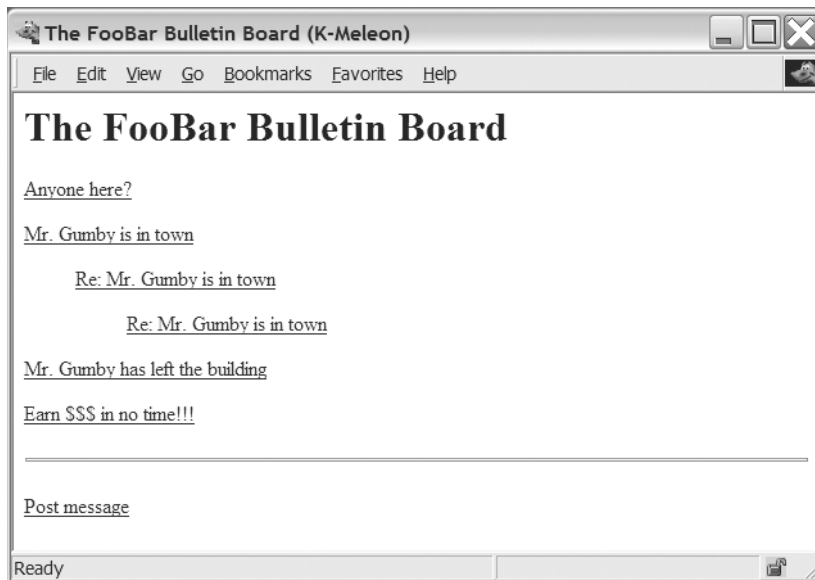 The FooBar Bulletin Board (K-Meleon)
File Edit View Go Bookmarks Favorites Help
The FooBar Bulletin Board
Anyone here?
Mr. Gumby is in town
Re: Mr. Gumby is in town
Re: Mr. Gumby is in town
Mr. Gumby has left the building
Earn $$$ in no time!!!
Post message
Ready